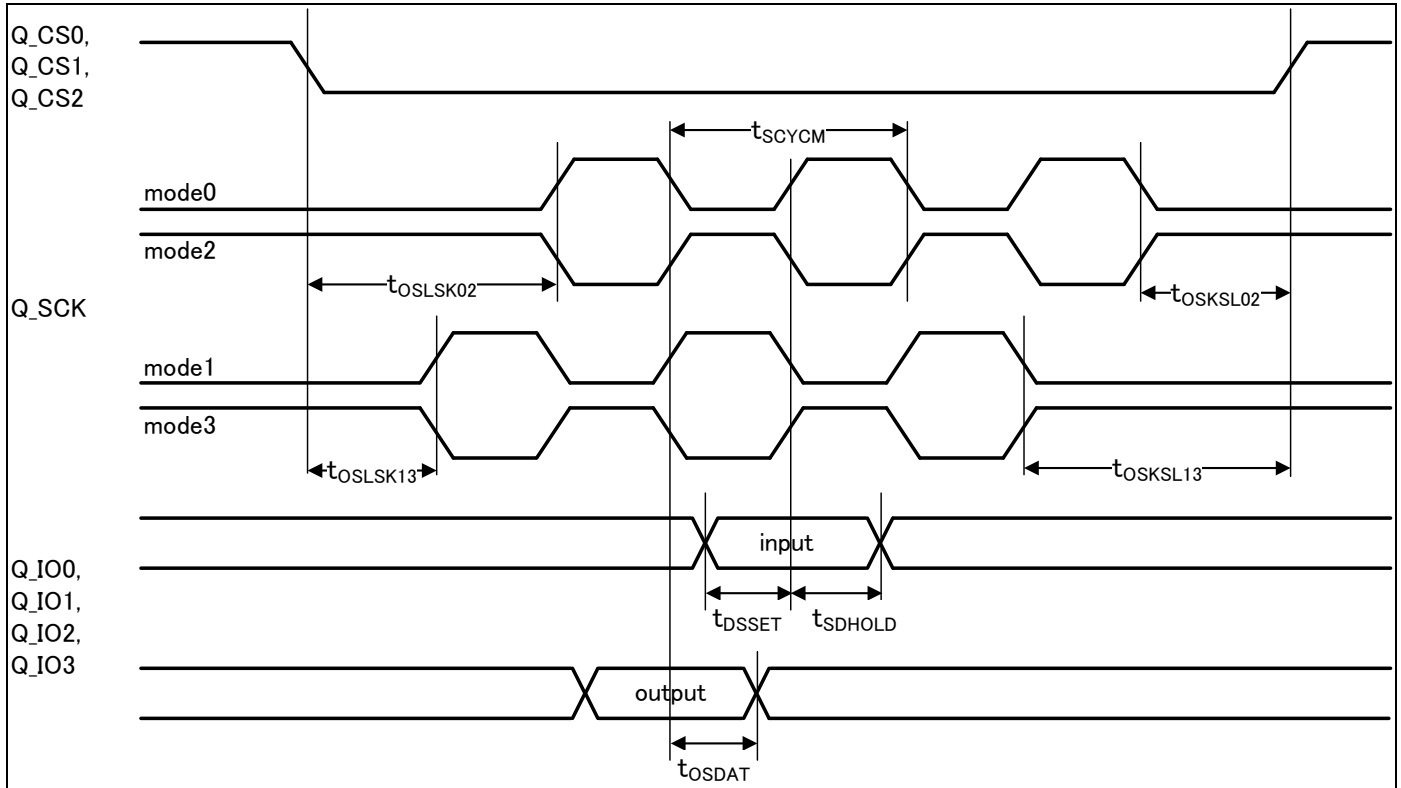 Q_CS0,
Q_CS1,
Q_CS2
tSCYCM
mode0
mode2
tOSLSK02
tOSKSL02
Q_SCK
mode1
mode3
tOSLSK13
tOSKSL13
input
Q_IO0,
Q_IO1,
Q_IO2,
Q_IO3
tDSSET
tSDHOLD
output
tOSDAT